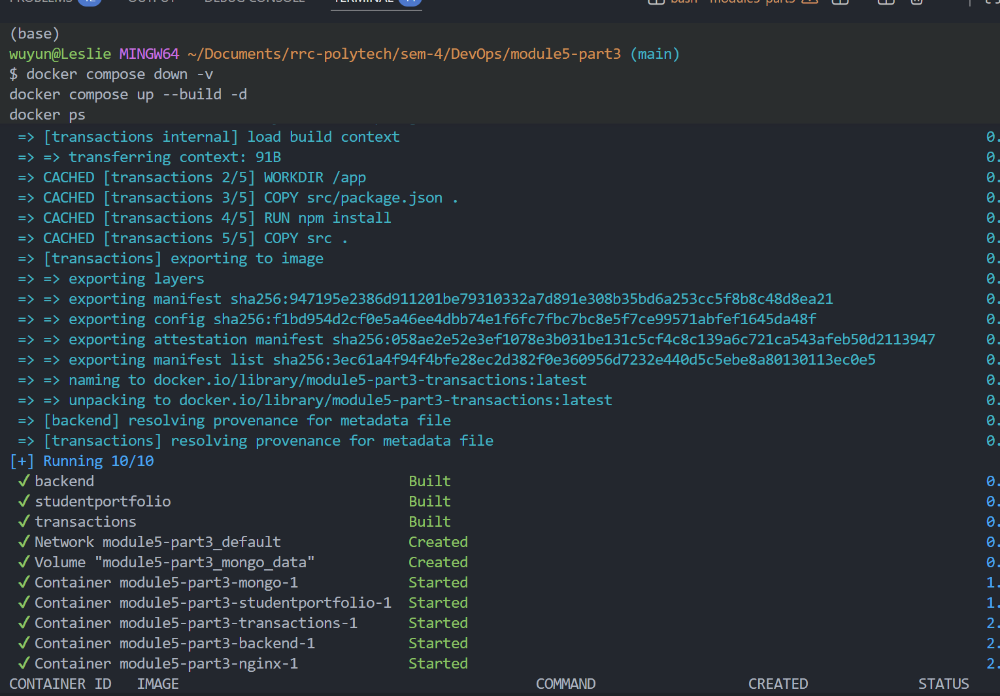 PROBLEMS 12 OUTPUT DEBUG CONSOLE TERMINAL bash - module5-part3
(base)
wuyun@Leslie MINGW64 ~/Documents/rrc-polytech/sem-4/DevOps/module5-part3 (main)
$ docker compose down -v
docker compose up --build -d
docker ps
=> [transactions internal] load build context 0.
=> => transferring context: 91B 0.
=> CACHED [transactions 2/5] WORKDIR /app 0.
=> CACHED [transactions 3/5] COPY src/package.json . 0.
=> CACHED [transactions 4/5] RUN npm install 0.
=> CACHED [transactions 5/5] COPY src . 0.
=> [transactions] exporting to image 0.
=> => exporting layers 0.
=> => exporting manifest sha256:947195e2386d911201be79310332a7d891e308b35bd6a253cc5f8b8c48d8ea21 0.
=> => exporting config sha256:f1bd954d2cf0e5a46ee4dbb74e1f6fc7fbc7bc8e5f7ce99571abfef1645da48f 0.
=> => exporting attestation manifest sha256:058ae2e52e3ef1078e3b031be131c5cf4c8c139a6c721ca543afeb50d2113947 0.
=> => exporting manifest list sha256:3ec61a4f94f4bfe28ec2d382f0e360956d7232e440d5c5ebe8a80130113ec0e5 0.
=> => naming to docker.io/library/module5-part3-transactions:latest 0.
=> => unpacking to docker.io/library/module5-part3-transactions:latest 0.
=> [backend] resolving provenance for metadata file 0.
=> [transactions] resolving provenance for metadata file 0.
[+] Running 10/10
✔ backend Built 0.
✔ studentportfolio Built 0.
✔ transactions Built 0.
✔ Network module5-part3_default Created 0.
✔ Volume "module5-part3_mongo_data" Created 0.
✔ Container module5-part3-mongo-1 Started 1.
✔ Container module5-part3-studentportfolio-1 Started 1.
✔ Container module5-part3-transactions-1 Started 2.
✔ Container module5-part3-backend-1 Started 2.
✔ Container module5-part3-nginx-1 Started 2.
CONTAINER ID IMAGE COMMAND CREATED STATUS